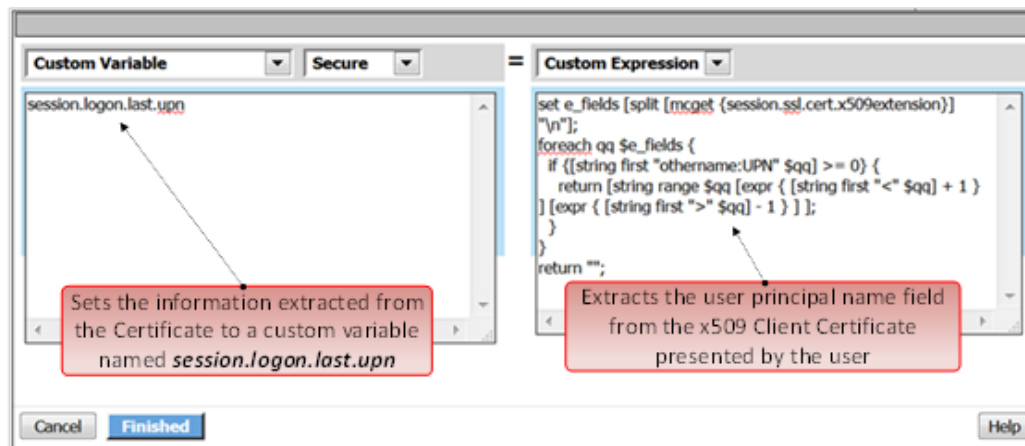 Custom Variable Secure = Custom Expression
session.logon.last.upn
set e_fields [split [mcget {session.ssl.cert.x509extension}]
"\n"];
foreach qq $e_fields {
if {[string first "othername:UPN" $qq] >= 0} {
return [string range $qq [expr { [string first "<" $qq] + 1 }
] [expr { [string first ">" $qq] - 1 } ] ];
}
}
return "";
Sets the information extracted from
the Certificate to a custom variable
named session.logon.last.upn
Extracts the user principal name field
from the x509 Client Certificate
presented by the user
Cancel Finished Help